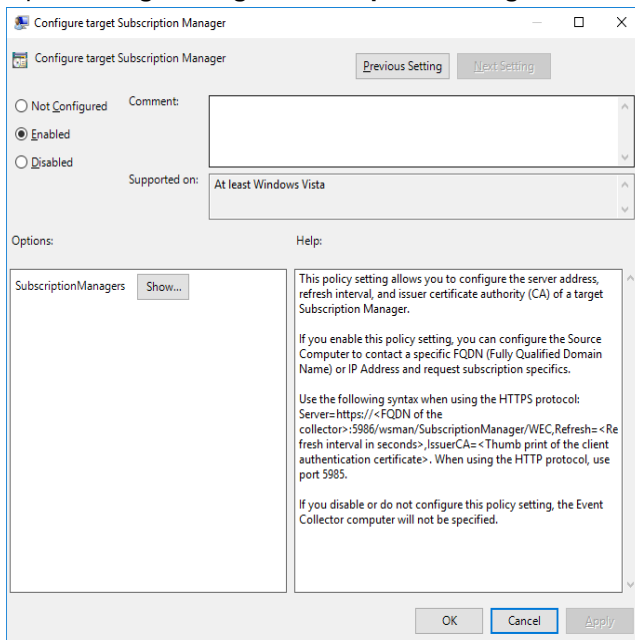 Configure target Subscription Manager
Configure target Subscription Manager
Previous Setting
Next Setting
Not Configured
Comment:
Enabled
Disabled
Supported on:
At least Windows Vista
Options:
Help:
SubscriptionManagers
Show...
This policy setting allows you to configure the server address,
refresh interval, and issuer certificate authority (CA) of a target
Subscription Manager.
If you enable this policy setting, you can configure the Source
Computer to contact a specific FQDN (Fully Qualified Domain
Name) or IP Address and request subscription specifics.
Use the following syntax when using the HTTPS protocol:
Server=https://<FQDN of the
collector>:5986/wsman/SubscriptionManager/WEC,Refresh=<Re
fresh interval in seconds>,IssuerCA=<Thumb print of the client
authentication certificate>. When using the HTTP protocol, use
port 5985.
If you disable or do not configure this policy setting, the Event
Collector computer will not be specified.
OK
Cancel
Apply